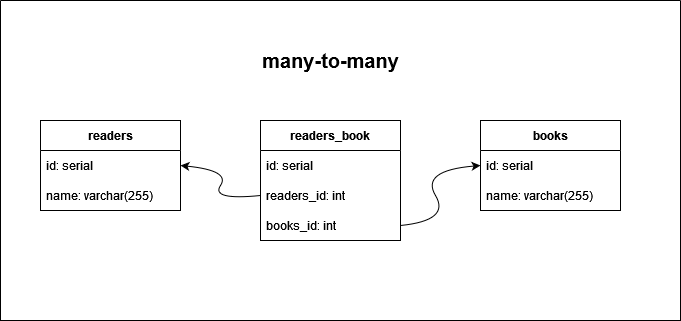 many-to-many
readers
id: serial
name: varchar(255)
readers_book
id: serial
readers_id: int
books_id: int
books
id: serial
name: varchar(255)